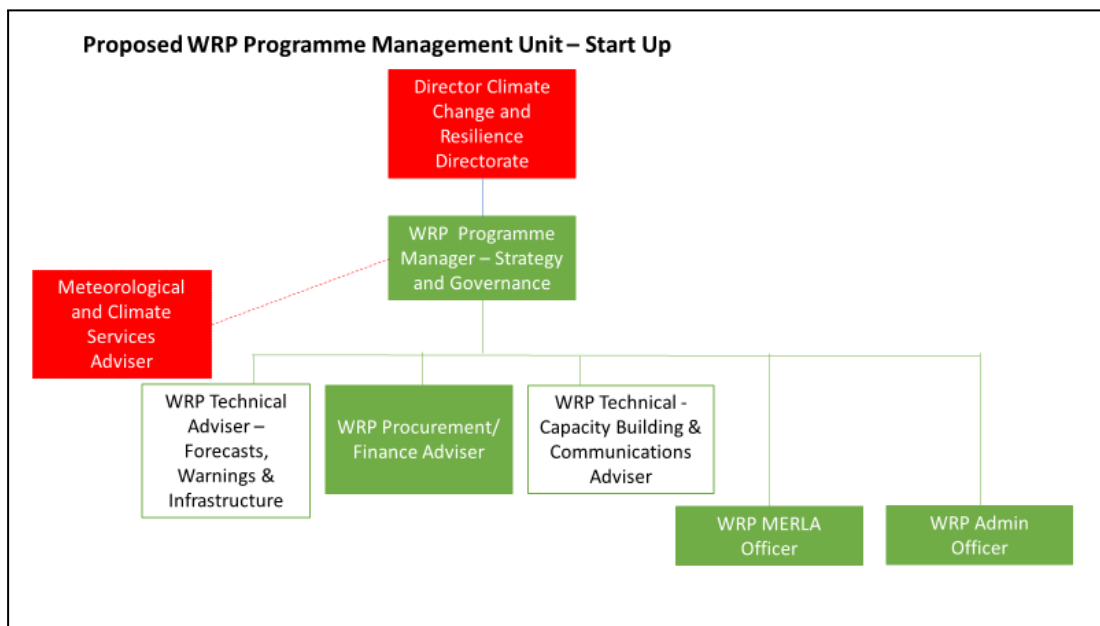 Proposed WRP Programme Management Unit – Start Up
Director Climate
Change and
Resilience
Directorate
WRP Programme
Manager – Strategy
and Governance
Meteorological
and Climate
Services
Adviser
WRP Technical
Adviser –
Forecasts,
Warnings &
Infrastructure
WRP Procurement/
Finance Adviser
WRP Technical -
Capacity Building &
Communications
Adviser
WRP MERLA
Officer
WRP Admin
Officer